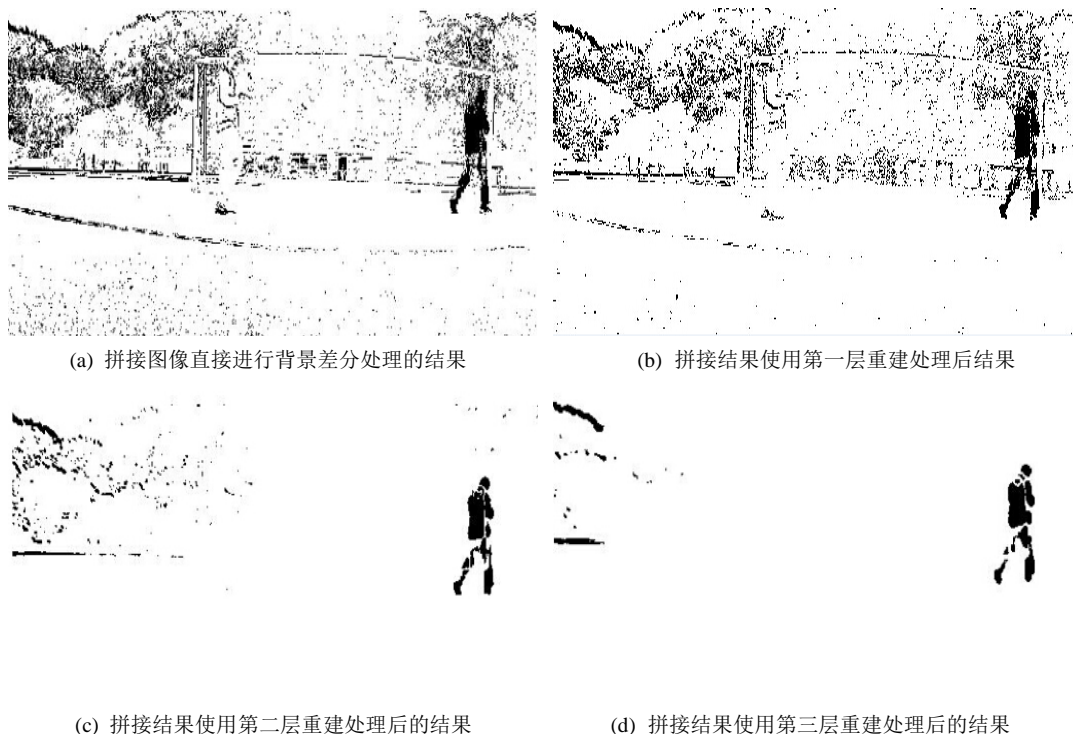 (a) 拼接图像直接进行背景差分处理的结果
(b) 拼接结果使用第一层重建处理后结果
(c) 拼接结果使用第二层重建处理后的结果
(d) 拼接结果使用第三层重建处理后的结果